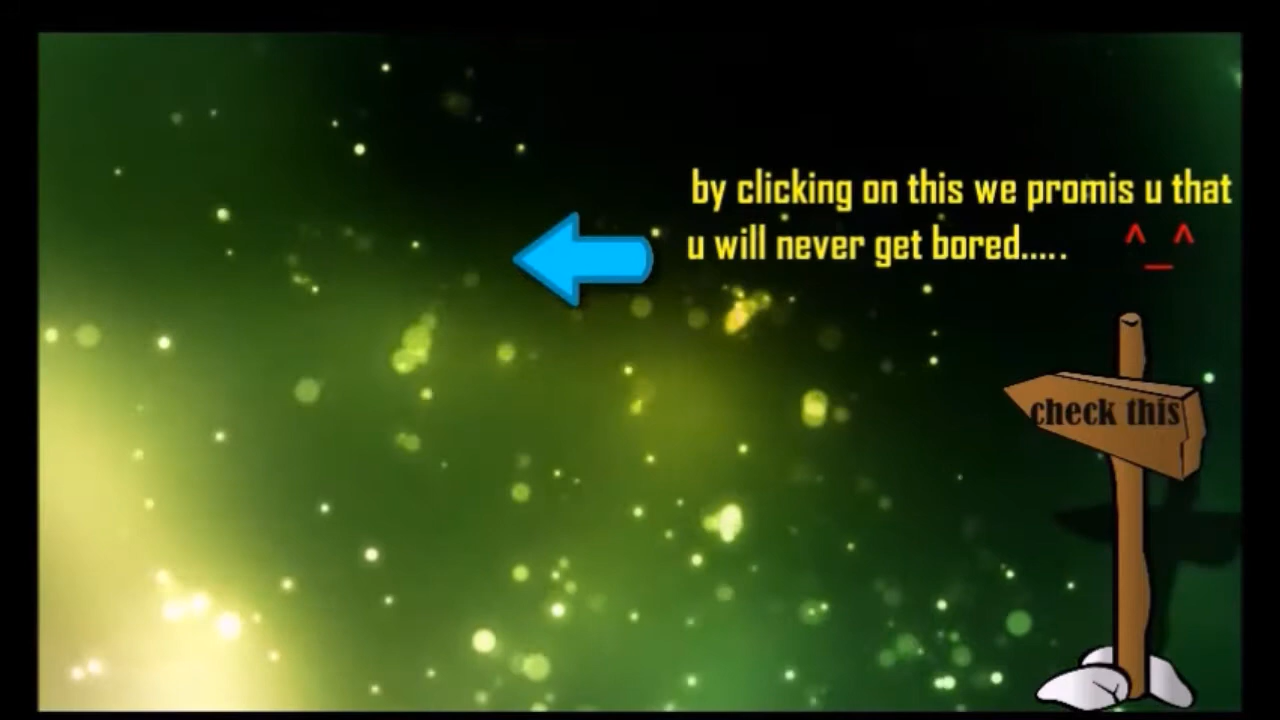 by clicking on this we promis u that
u will never get bored..... ^_^
check this